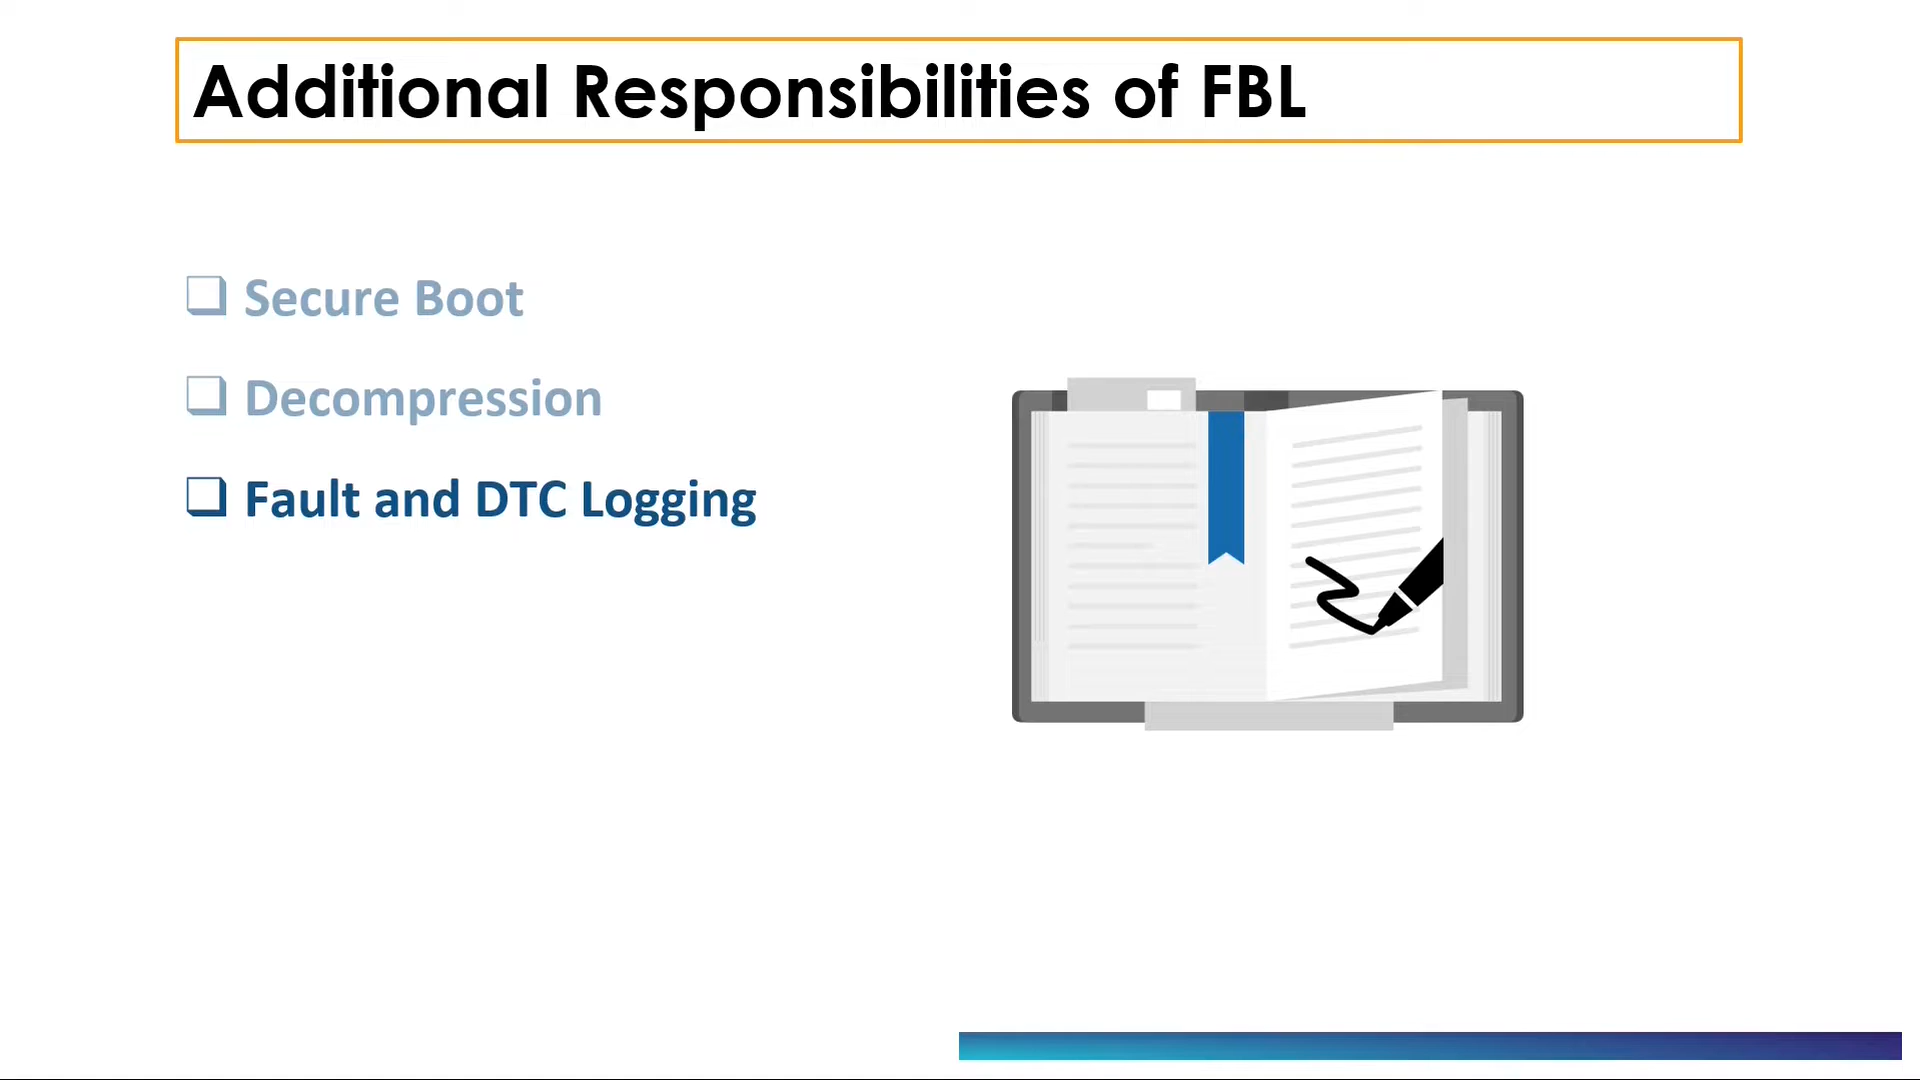 Additional Responsibilities of FBL
Secure Boot
Decompression
Fault and DTC Logging